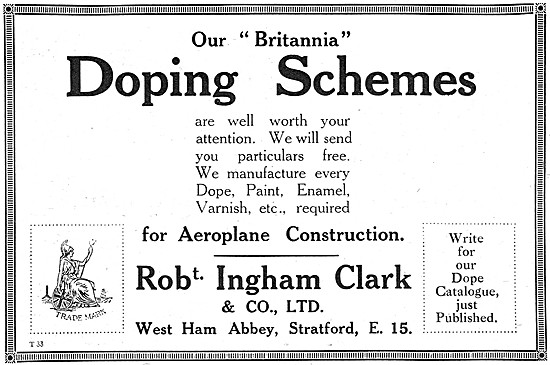 Our "Britannia"
Doping Schemes
are well worth your
attention. We will send
you particulars free.
We manufacture every
Dope, Paint, Enamel,
Varnish, etc., required
for Aeroplane Construction.
Robt. Ingham Clark
& CO., LTD.
West Ham Abbey, Stratford, E. 15.
TRADE MARK
Write
for
our
Dope
Catalogue,
just
Published.
T 33